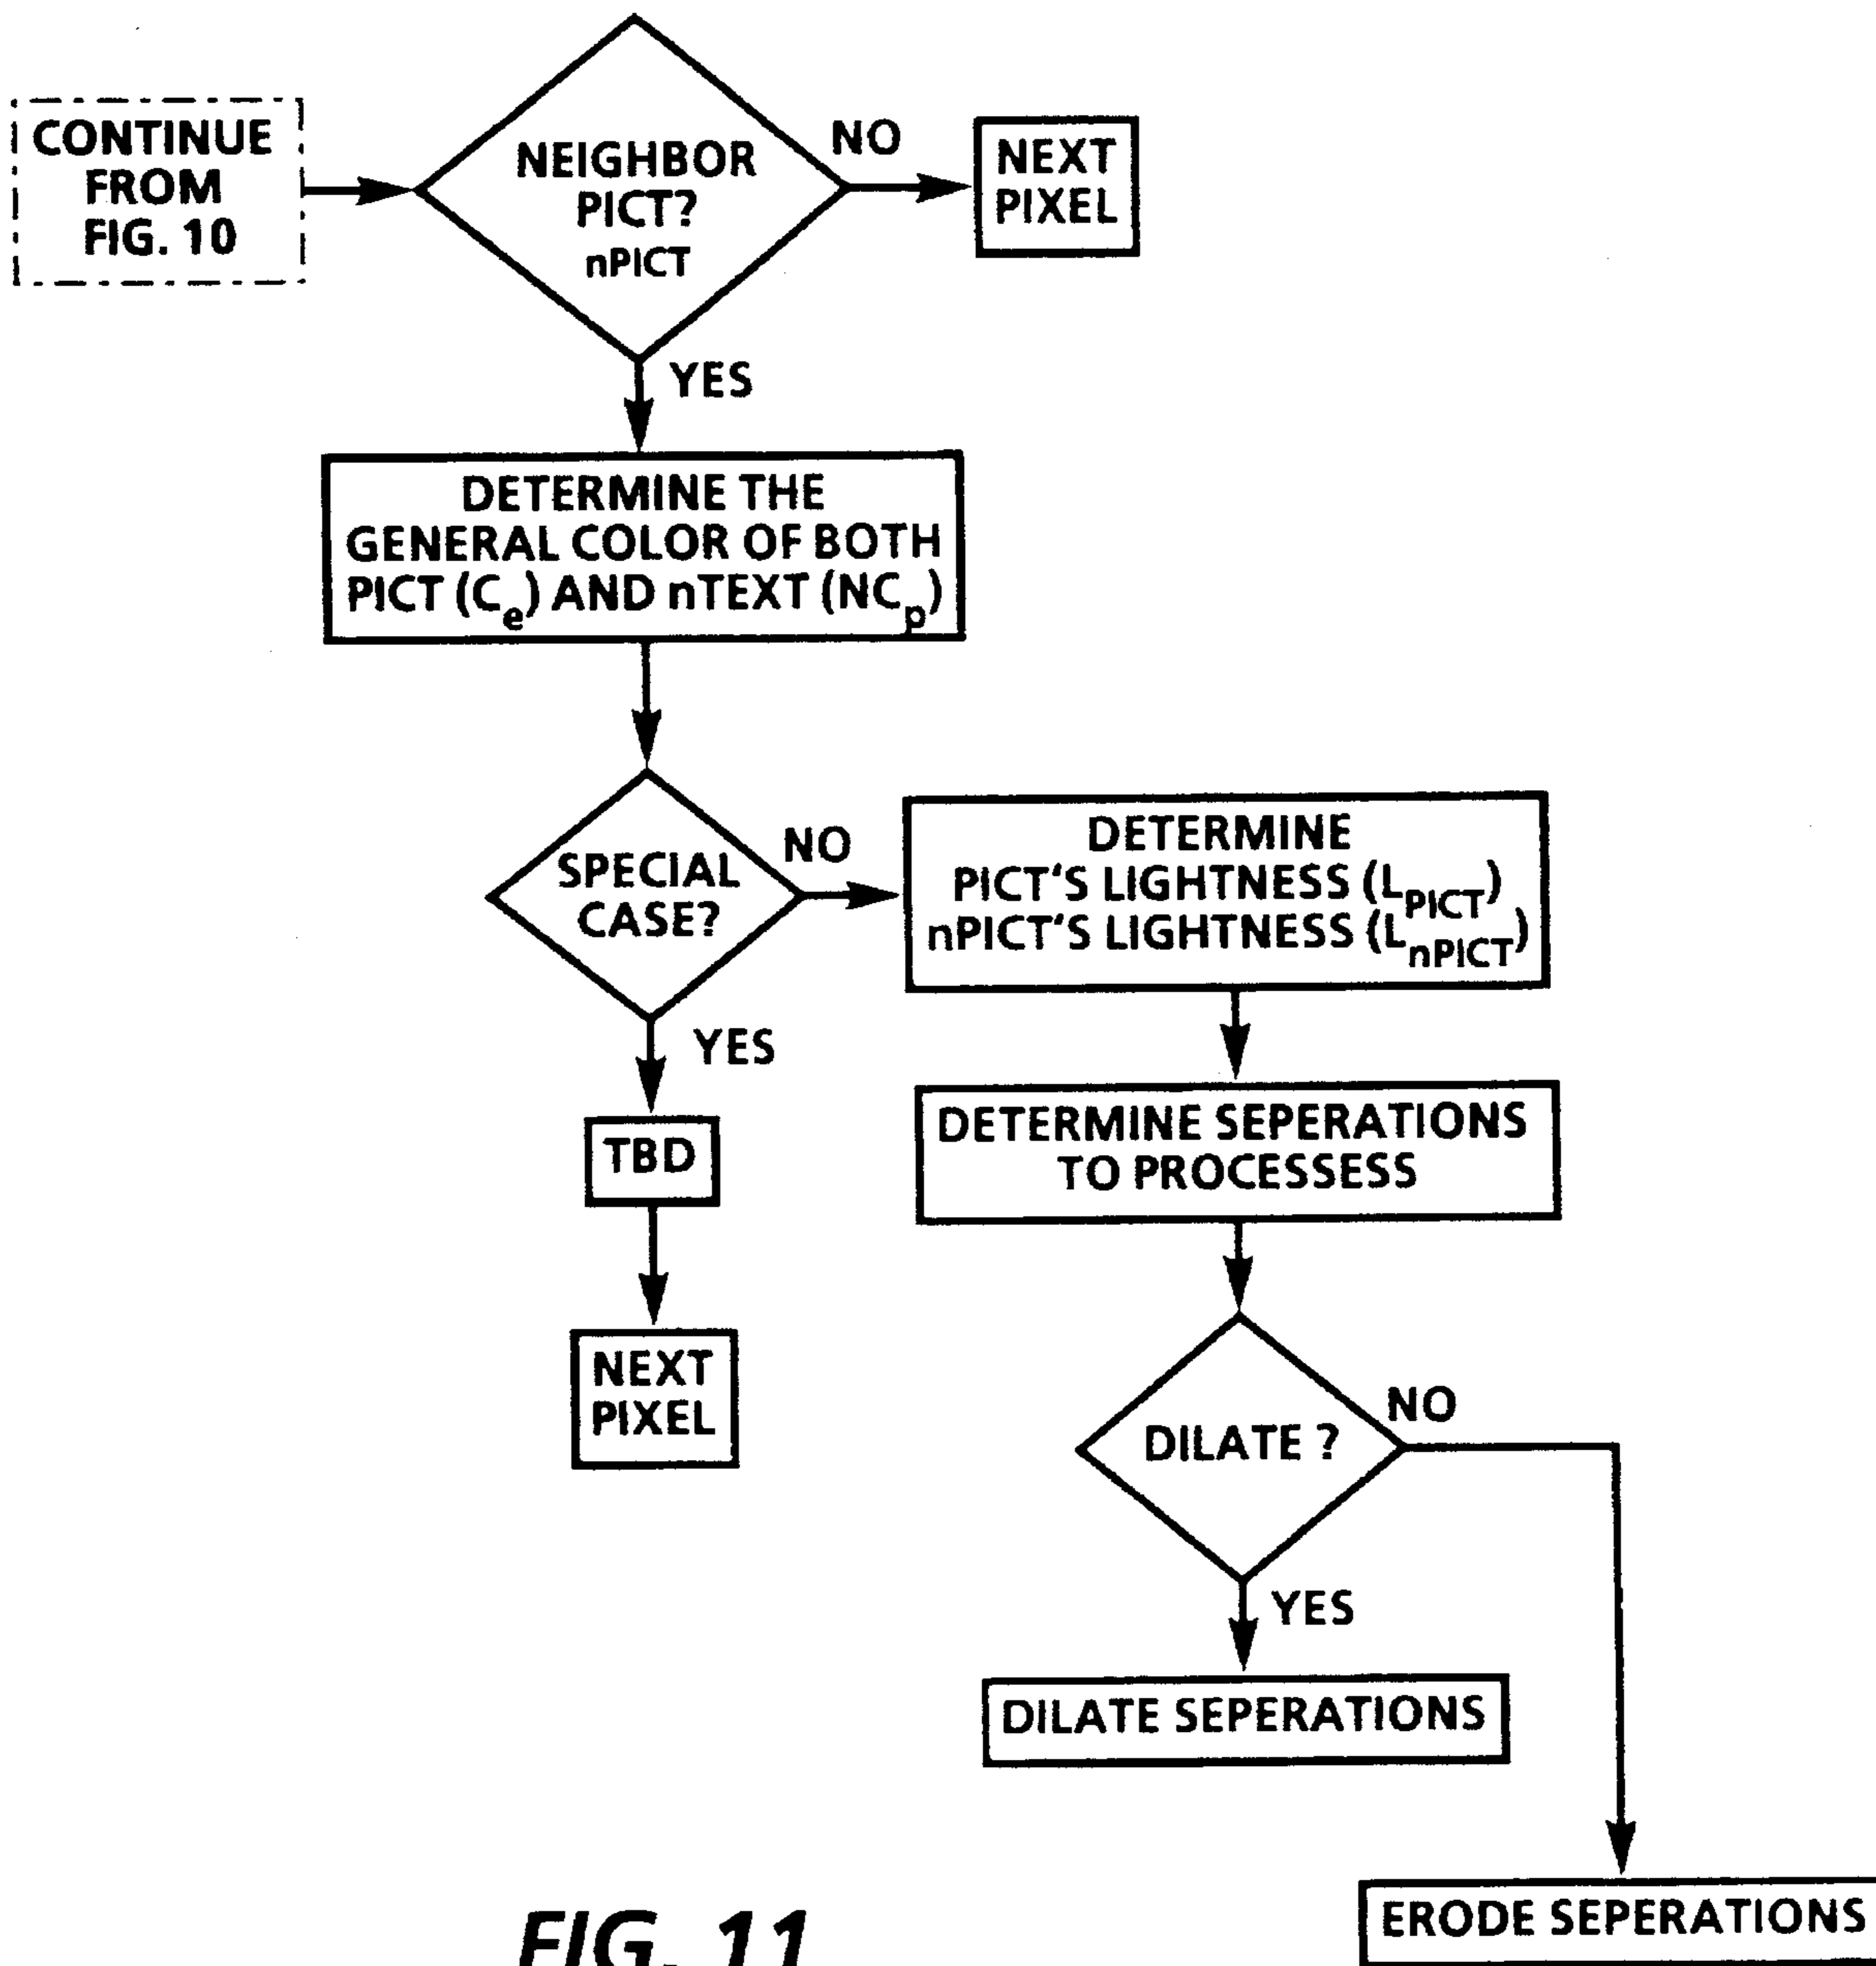 CONTINUE
FROM
FIG. 10
NEIGHBOR
PICT?
nPICT
NO
NEXT
PIXEL
YES
DETERMINE THE
GENERAL COLOR OF BOTH
PICT (Ce) AND nTEXT (NCp)
SPECIAL
CASE?
NO
DETERMINE
PICT'S LIGHTNESS (LPICT)
nPICT'S LIGHTNESS (LnPICT)
YES
TBD
NEXT
PIXEL
DETERMINE SEPERATIONS
TO PROCESSESS
DILATE ?
NO
YES
DILATE SEPERATIONS
ERODE SEPERATIONS
FIG. 11